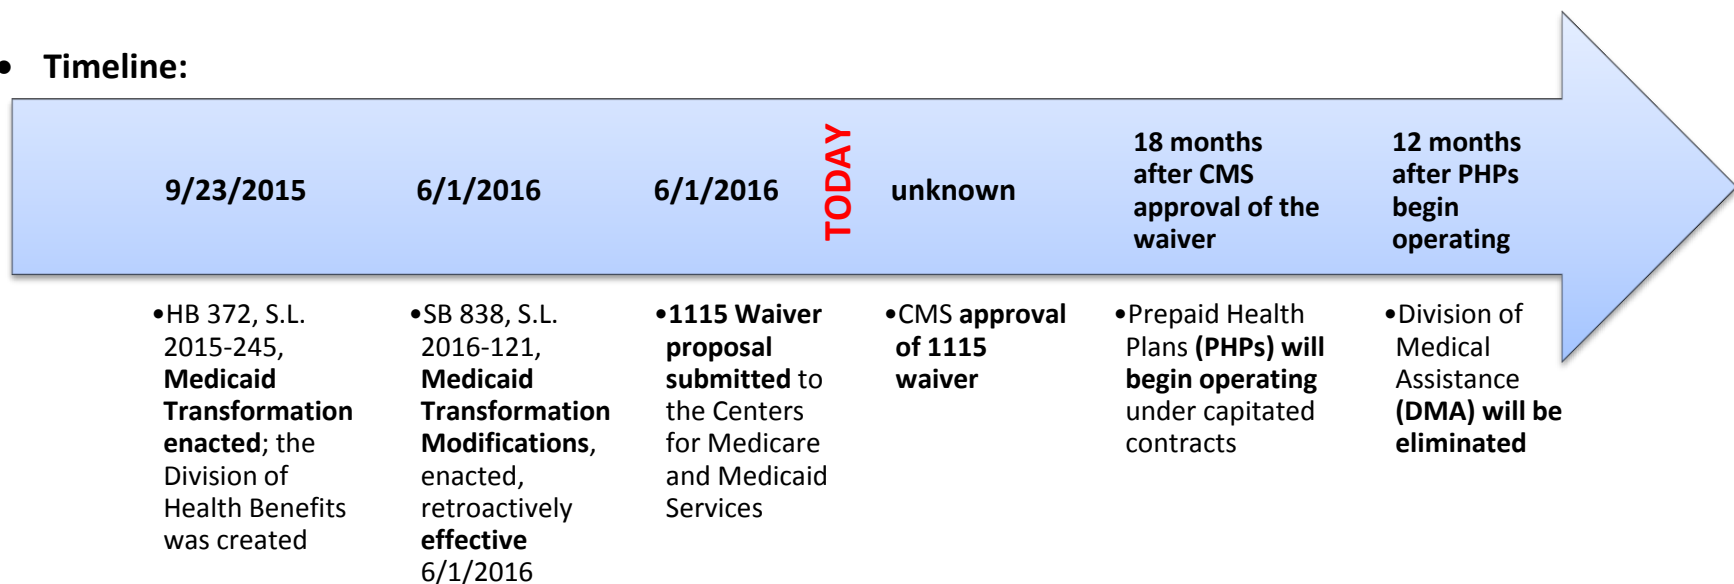 • Timeline:
9/23/2015
6/1/2016
6/1/2016
TODAY
unknown
18 months
after CMS
approval of the
waiver
12 months
after PHPs
begin
operating
•HB 372, S.L.
2015-245,
Medicaid
Transformation
enacted; the
Division of
Health Benefits
was created
•SB 838, S.L.
2016-121,
Medicaid
Transformation
Modifications,
enacted,
retroactively
effective
6/1/2016
•1115 Waiver
proposal
submitted to
the Centers
for Medicare
and Medicaid
Services
•CMS approval
of 1115
waiver
•Prepaid Health
Plans (PHPs) will
begin operating
under capitated
contracts
•Division of
Medical
Assistance
(DMA) will be
eliminated